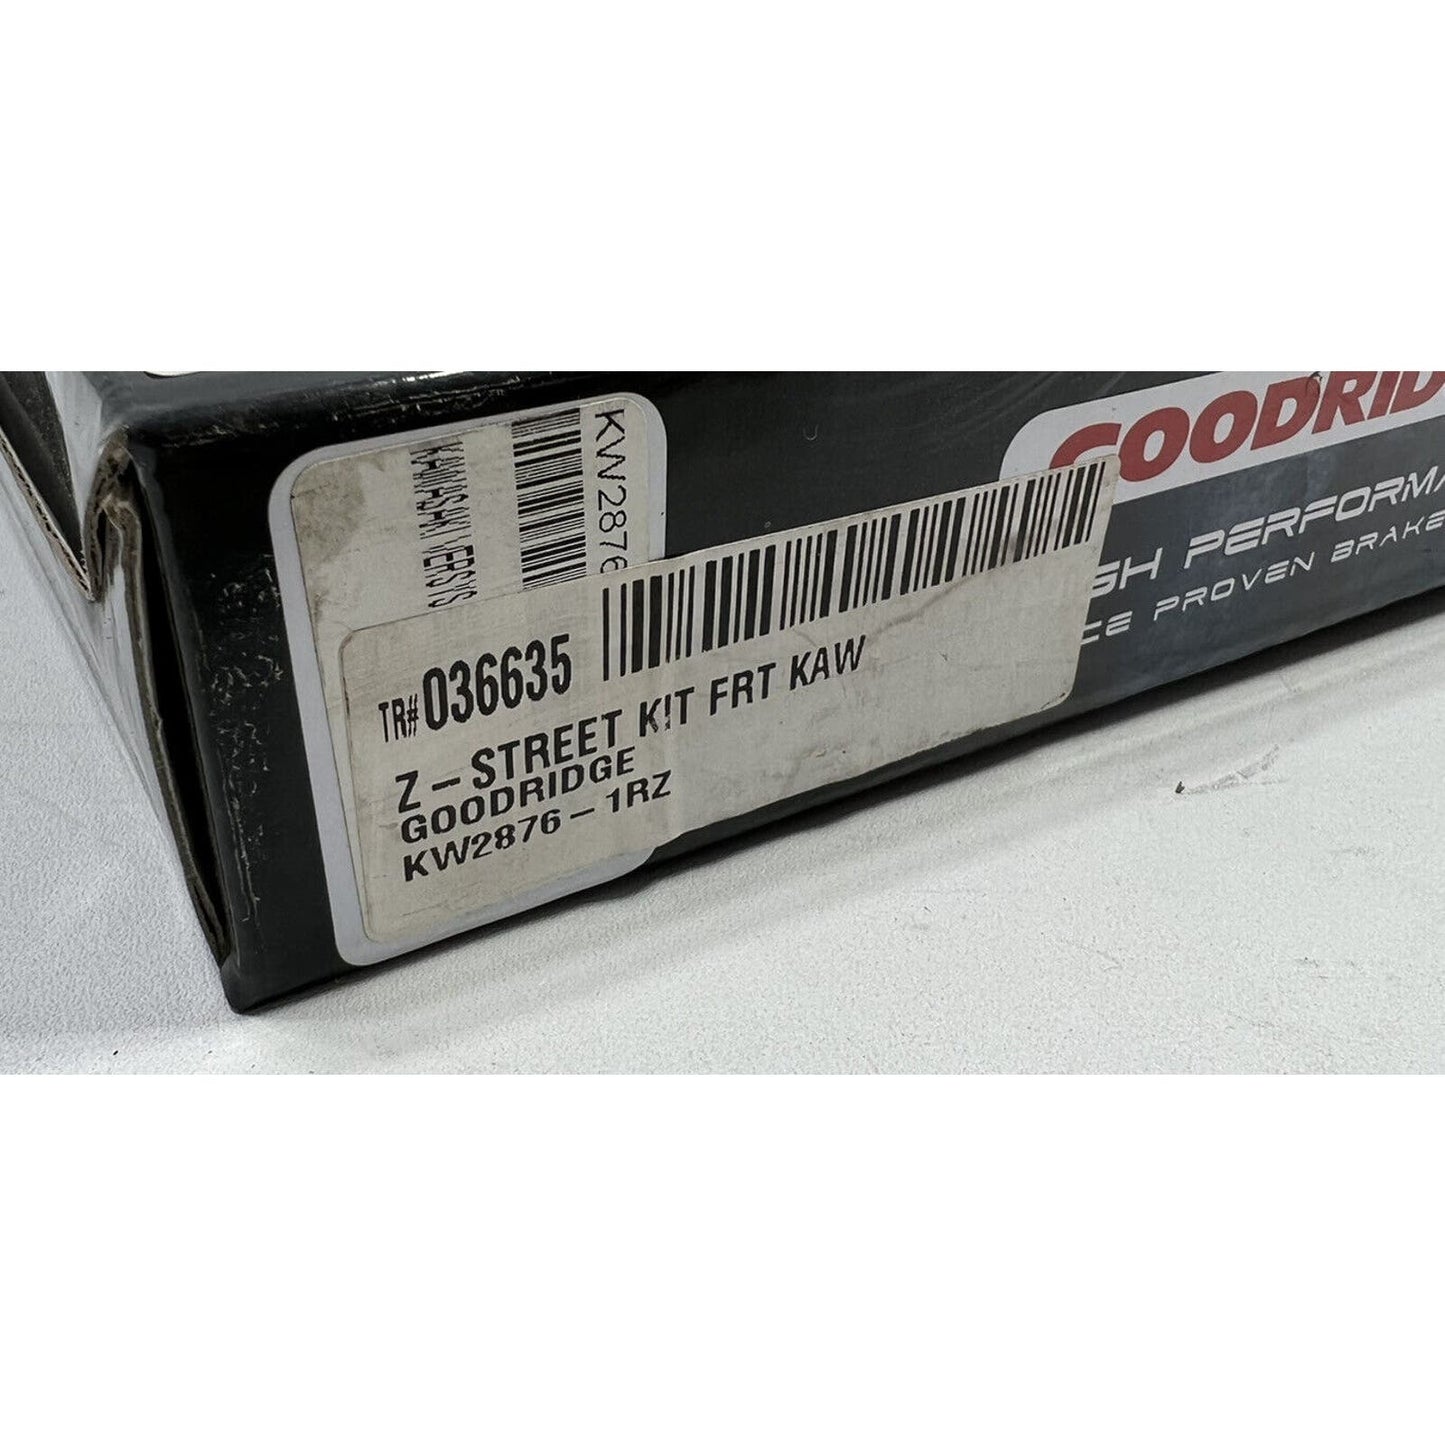 GOODRID
GH PERFORMA
CE PROVEN BRAKE
KW2876
KAWASAKI VERSYS
TR#036635
Z-STREET KIT FRT KAW
GOODRIDGE
KW2876-1RZ